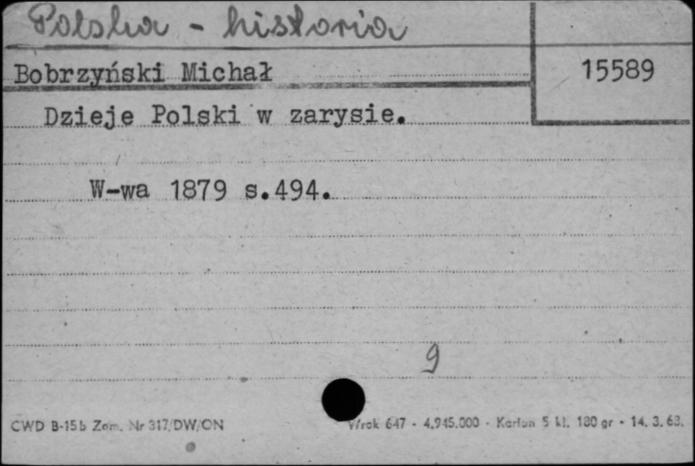 Polska - historia
Bobrzyński Michał
15589
Dzieje Polski w zarysie.
W-wa 1879 s.494.
9
CWD B-15b Zam. Nr 317/DW/ON
647 - 4.945.000 - Karton 5 kl. 180 gr - 14. 3. 63.